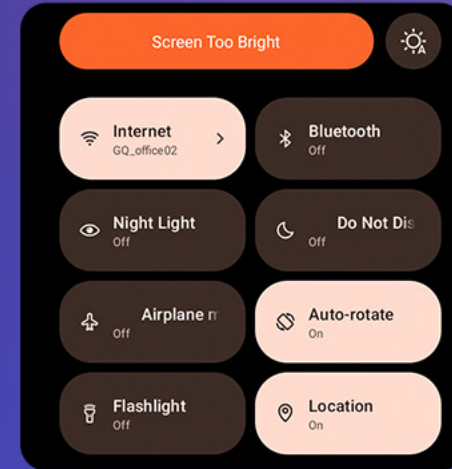 Screen Too Bright
A
Internet
GQ_office02
Bluetooth
Off
Night Light
Off
Do Not Dis
Off
Airplane m
Off
Auto-rotate
On
Flashlight
Off
Location
On